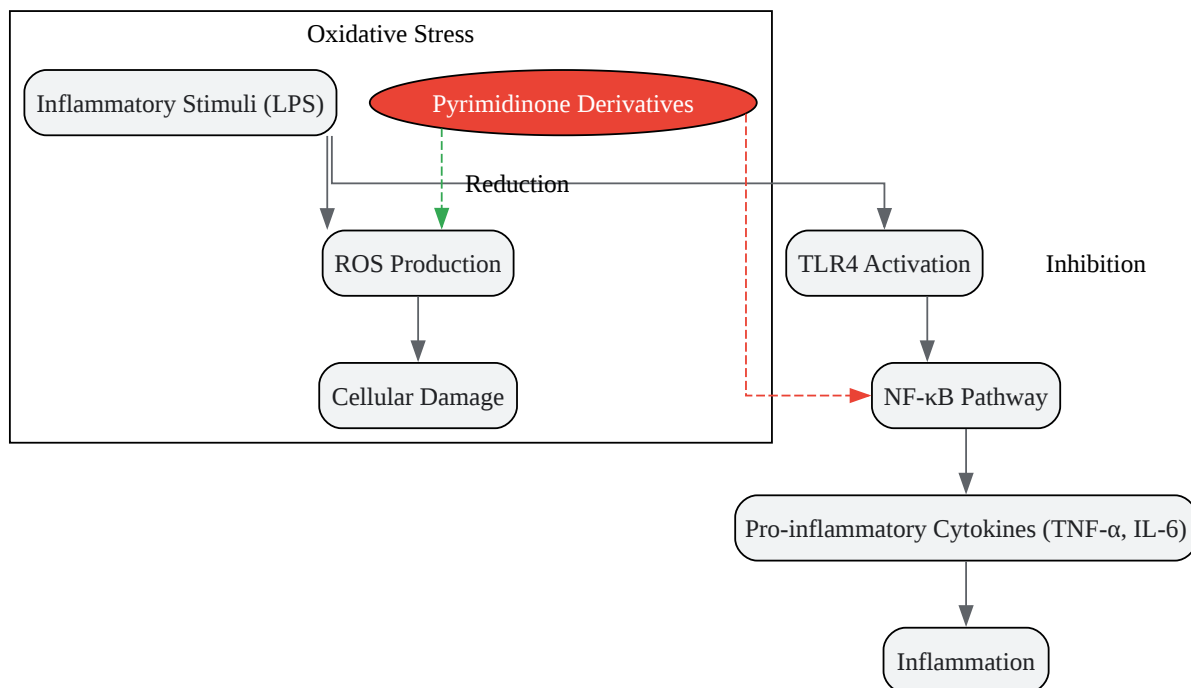 Oxidative Stress
Inflammatory Stimuli (LPS)
Pyrimidinone Derivatives
Reduction
ROS Production
TLR4 Activation
Inhibition
Cellular Damage
NF-κB Pathway
Pro-inflammatory Cytokines (TNF-α, IL-6)
Inflammation